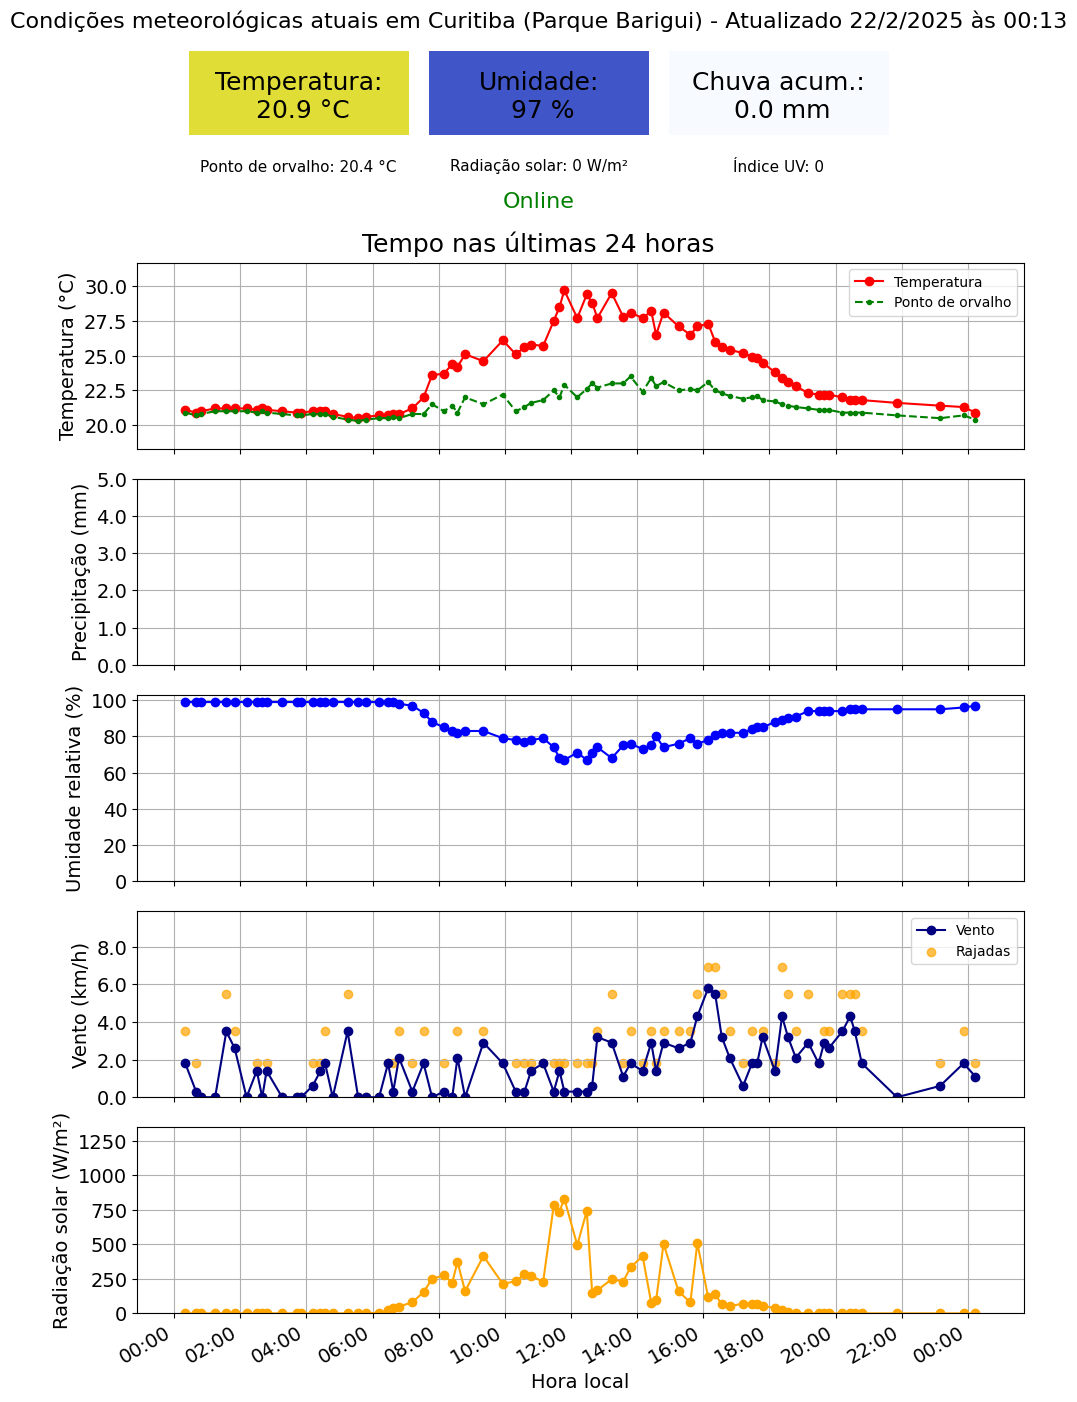 Condições meteorológicas atuais em Curitiba (Parque Barigui) - Atualizado 22/2/2025 às 00:13
Temperatura:
20.9 °C
Umidade:
97 %
Chuva acum.:
0.0 mm
Ponto de orvalho: 20.4 °C
Radiação solar: 0 W/m²
Índice UV: 0
Online
Tempo nas últimas 24 horas
Temperatura (°C)
30.0
27.5
25.0
22.5
20.0
Temperatura
Ponto de orvalho
Precipitação (mm)
5.0
4.0
3.0
2.0
1.0
0.0
Umidade relativa (%)
100
80
60
40
20
0
Vento (km/h)
8.0
6.0
4.0
2.0
0.0
Vento
Rajadas
Radiação solar (W/m²)
1250
1000
750
500
250
0
00:00
02:00
04:00
06:00
08:00
10:00
12:00
14:00
16:00
18:00
20:00
22:00
00:00
Hora local